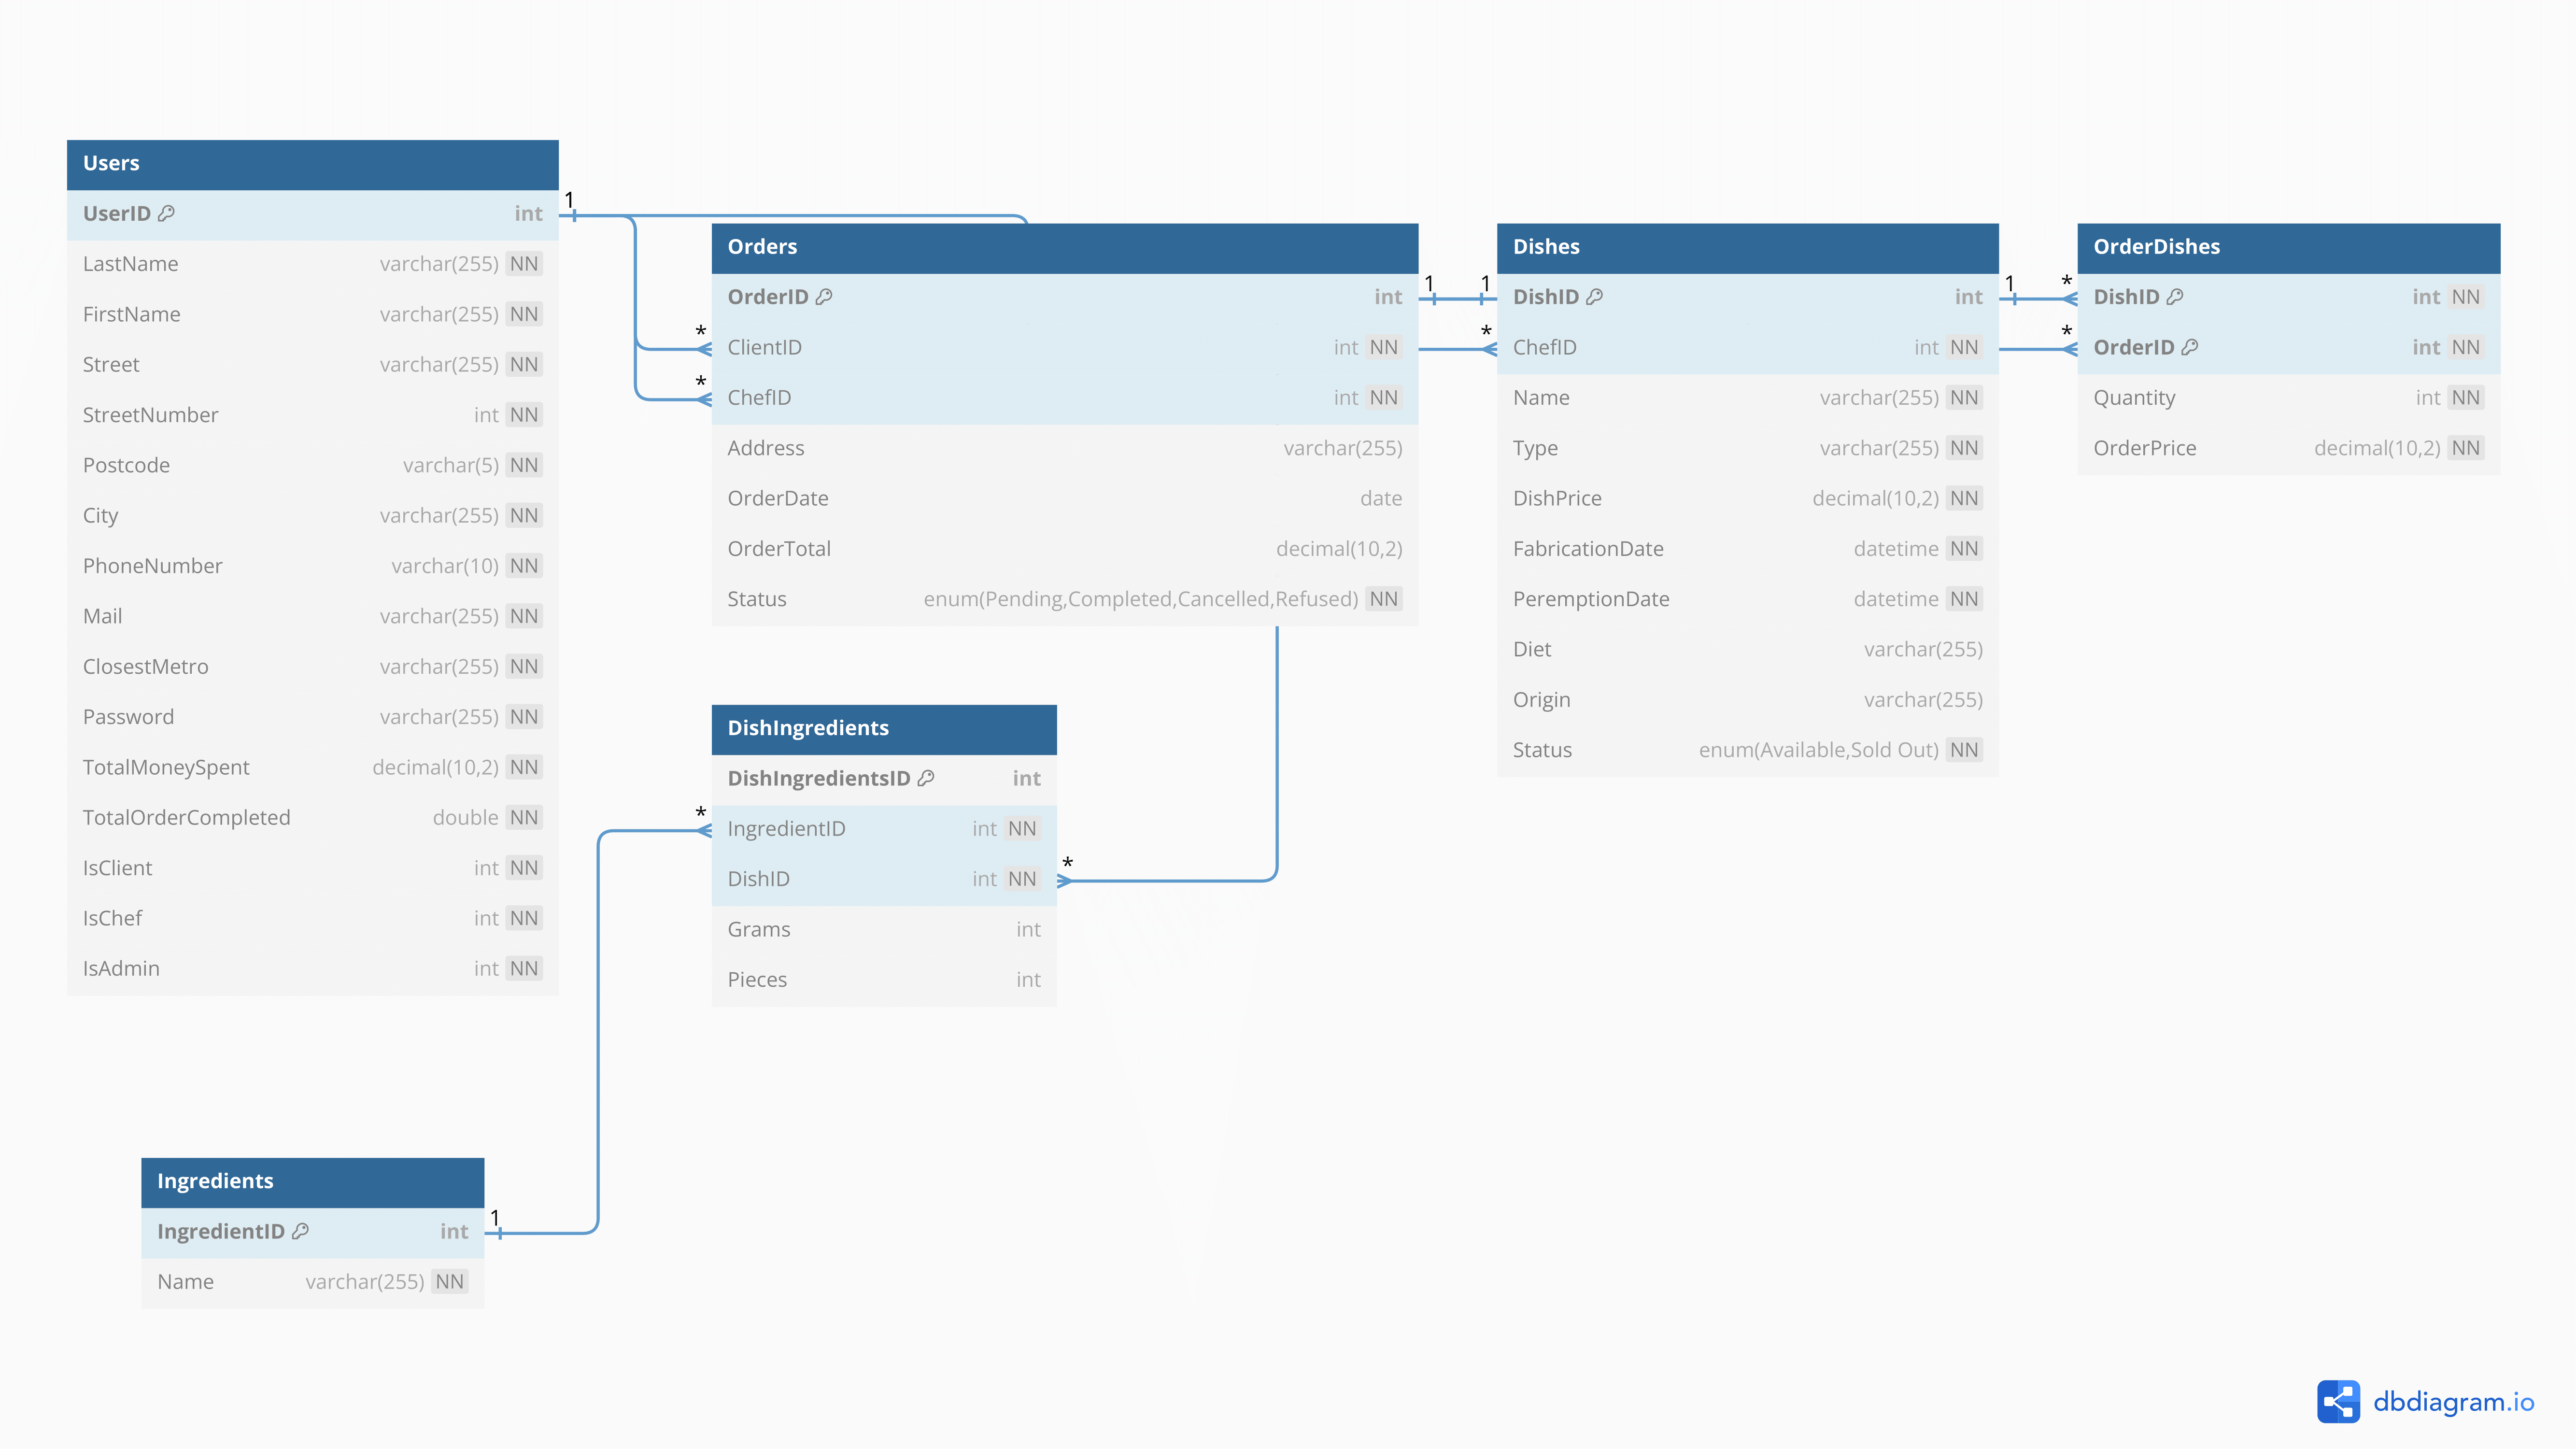 Users
UserID int
LastName varchar(255) NN
FirstName varchar(255) NN
Street varchar(255) NN
StreetNumber int NN
Postcode varchar(5) NN
City varchar(255) NN
PhoneNumber varchar(10) NN
Mail varchar(255) NN
ClosestMetro varchar(255) NN
Password varchar(255) NN
TotalMoneySpent decimal(10,2) NN
TotalOrderCompleted double NN
IsClient int NN
IsChef int NN
IsAdmin int NN
1
*
*
Orders
OrderID int
ClientID int NN
ChefID int NN
Address varchar(255)
OrderDate date
OrderTotal decimal(10,2)
Status enum(Pending,Completed,Cancelled,Refused) NN
1
1
*
Dishes
DishID int
ChefID int NN
Name varchar(255) NN
Type varchar(255) NN
DishPrice decimal(10,2) NN
FabricationDate datetime NN
PeremptionDate datetime NN
Diet varchar(255)
Origin varchar(255)
Status enum(Available,Sold Out) NN
1
*
*
OrderDishes
DishID int NN
OrderID int NN
Quantity int NN
OrderPrice decimal(10,2) NN
DishIngredients
DishIngredientsID int
IngredientID int NN
DishID int NN
Grams int
Pieces int
*
*
Ingredients
IngredientID int
Name varchar(255) NN
1
dbdiagram.io